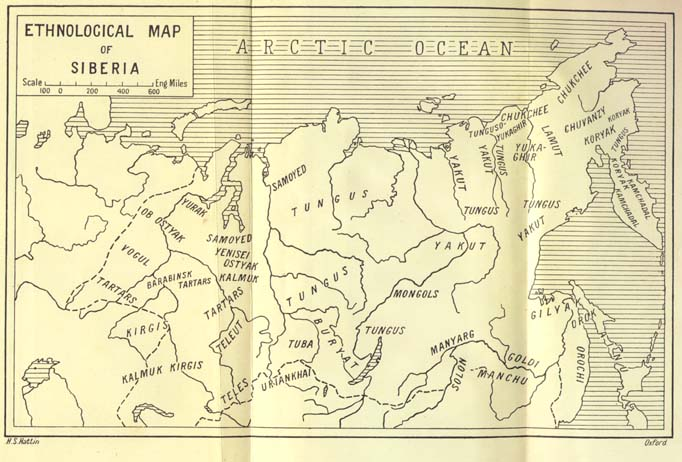 ETHNOLOGICAL MAP
OF
SIBERIA
Scale Eng Miles
100 0 200 400 600
ARCTIC OCEAN
CHUKCHEE
CHUKCHEE
TUNGUSO-
YUKAGHIR
CHUVANZY
KORYAK
KORYAK
LAMUT
YUKA-
GHIR
TUNGUS
YAKUT
YAKUT
TUNGUS
KORYAK
KAMCHADAL
KAMCHADAL
SAMOYED
TUNGUS
TUNGUS
TUNGUS
YAKUT
YAKUT
YURAK
OB OSTYAK
SAMOYED
YENISEI
OSTYAK
KALMUK
VOGUL
BARABINSK
TARTARS
TARTARS
TARTARS
TUNGUS
MONGOLS
KIRGIS
TELEUT
TUBA
BURYAT
TUNGUS
MANYARG
GILYAK
OROK
AIN
KALMUK KIRGIS
TELES
URIANKHAI
SOLON
GOLDI
MANCHU
OROCHI
H.S.Hattin
Oxford